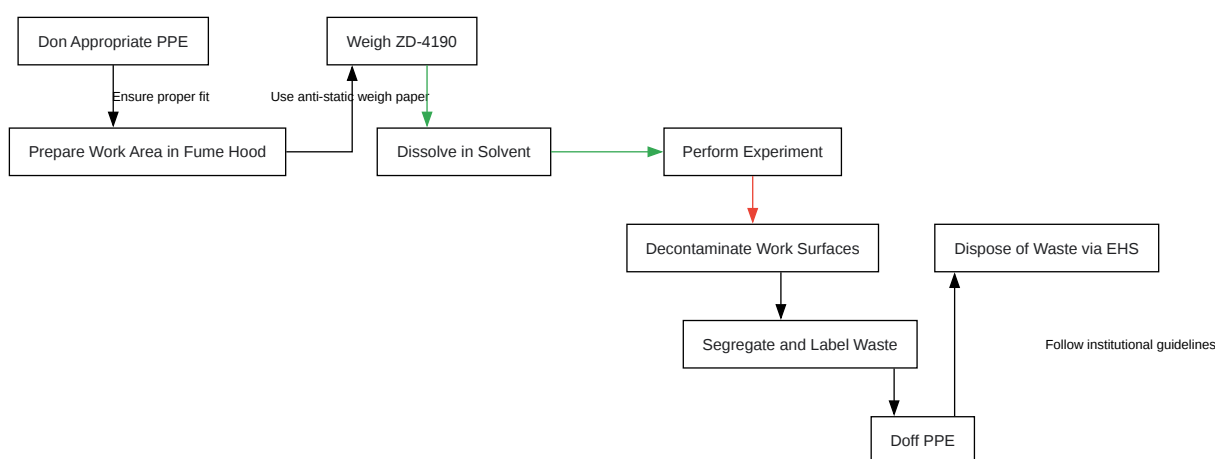 Don Appropriate PPE
Weigh ZD-4190
Ensure proper fit
Use anti-static weigh paper
Prepare Work Area in Fume Hood
Dissolve in Solvent
Perform Experiment
Decontaminate Work Surfaces
Dispose of Waste via EHS
Segregate and Label Waste
Follow institutional guidelines
Doff PPE